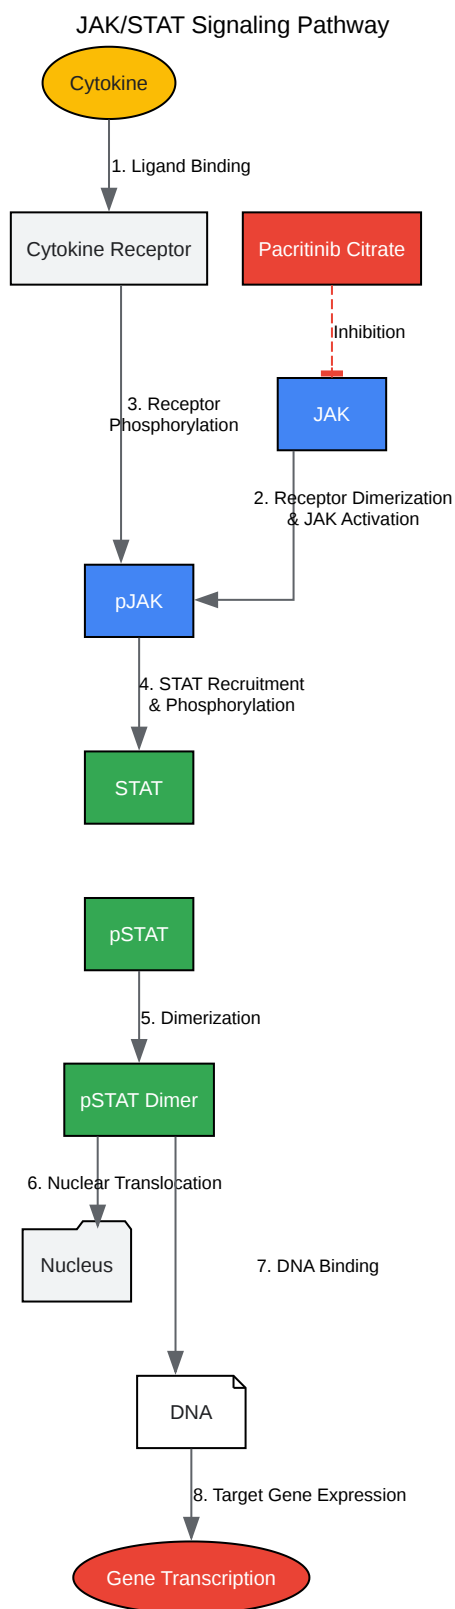 JAK/STAT Signaling Pathway
Cytokine
1. Ligand Binding
Cytokine Receptor
Pacritinib Citrate
Inhibition
3. Receptor
Phosphorylation
JAK
2. Receptor Dimerization
& JAK Activation
pJAK
4. STAT Recruitment
& Phosphorylation
STAT
pSTAT
5. Dimerization
pSTAT Dimer
6. Nuclear Translocation
Nucleus
7. DNA Binding
DNA
8. Target Gene Expression
Gene Transcription